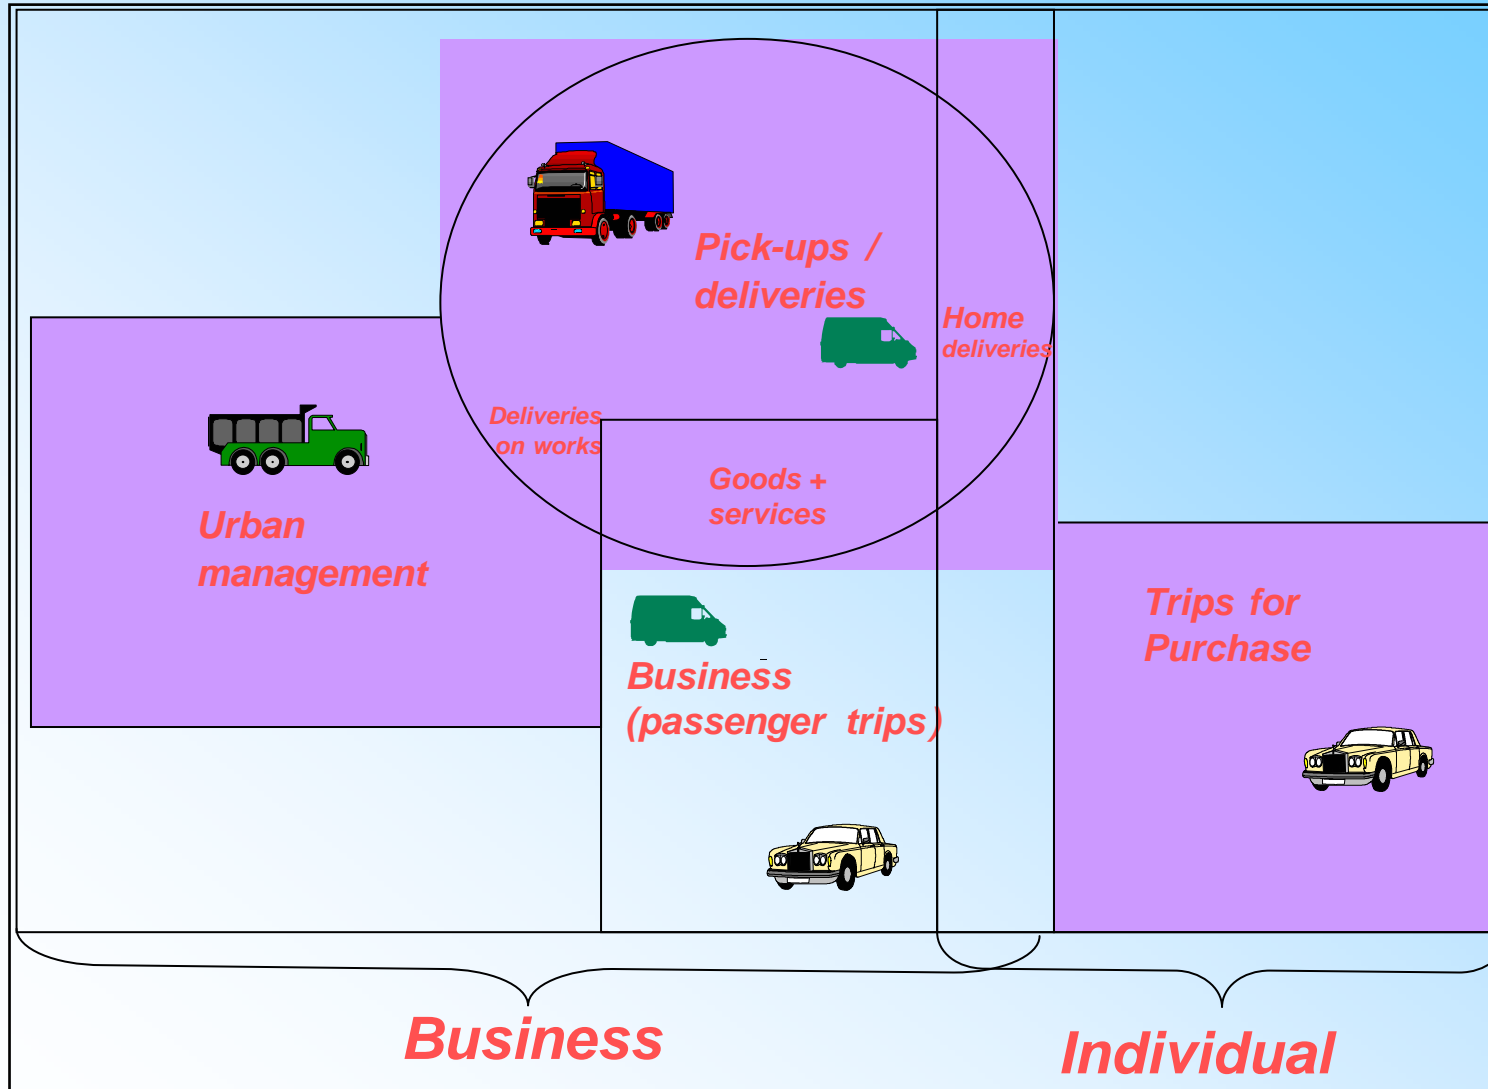 Pick-ups /
deliveries
Home
deliveries
Deliveries
on works
Goods +
services
Urban
management
Trips for
Purchase
Business
(passenger trips)
Business
Individual